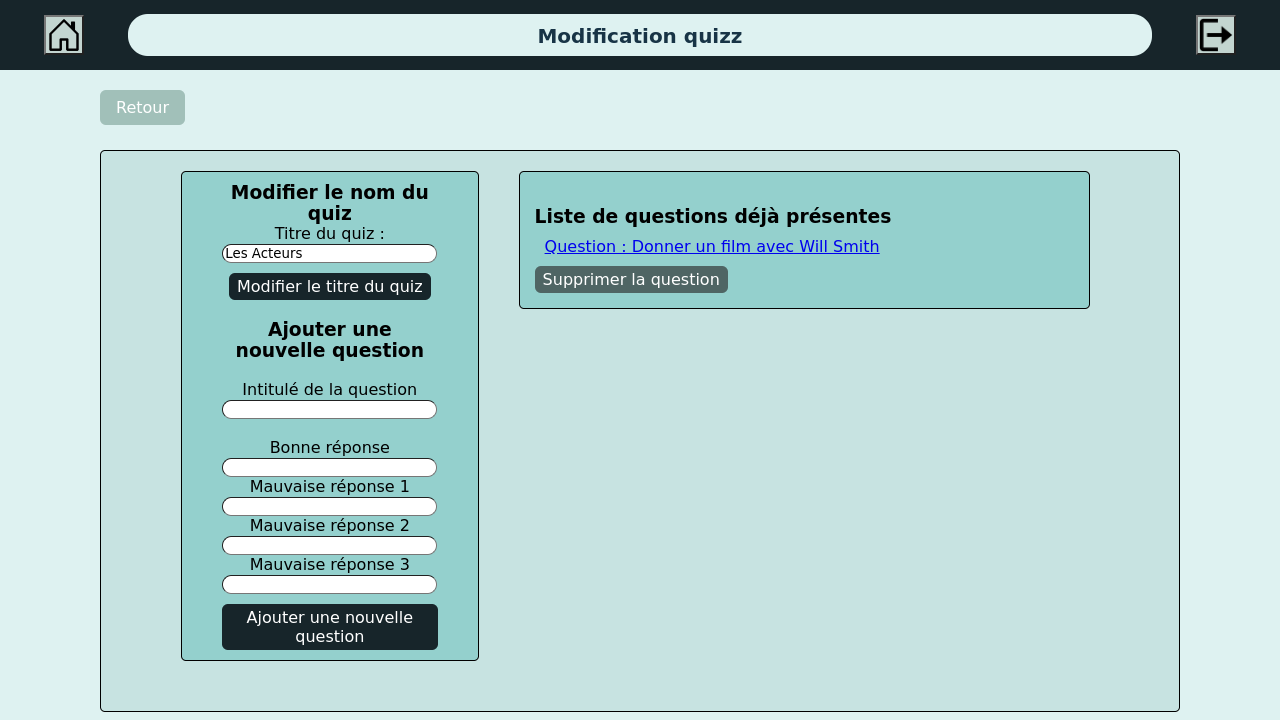 Modification quizz
Retour
Modifier le nom du
quiz
Titre du quiz :
Les Acteurs
Modifier le titre du quiz
Ajouter une
nouvelle question
Intitulé de la question
Bonne réponse
Mauvaise réponse 1
Mauvaise réponse 2
Mauvaise réponse 3
Ajouter une nouvelle
question
Liste de questions déjà présentes
Question : Donner un film avec Will Smith
Supprimer la question